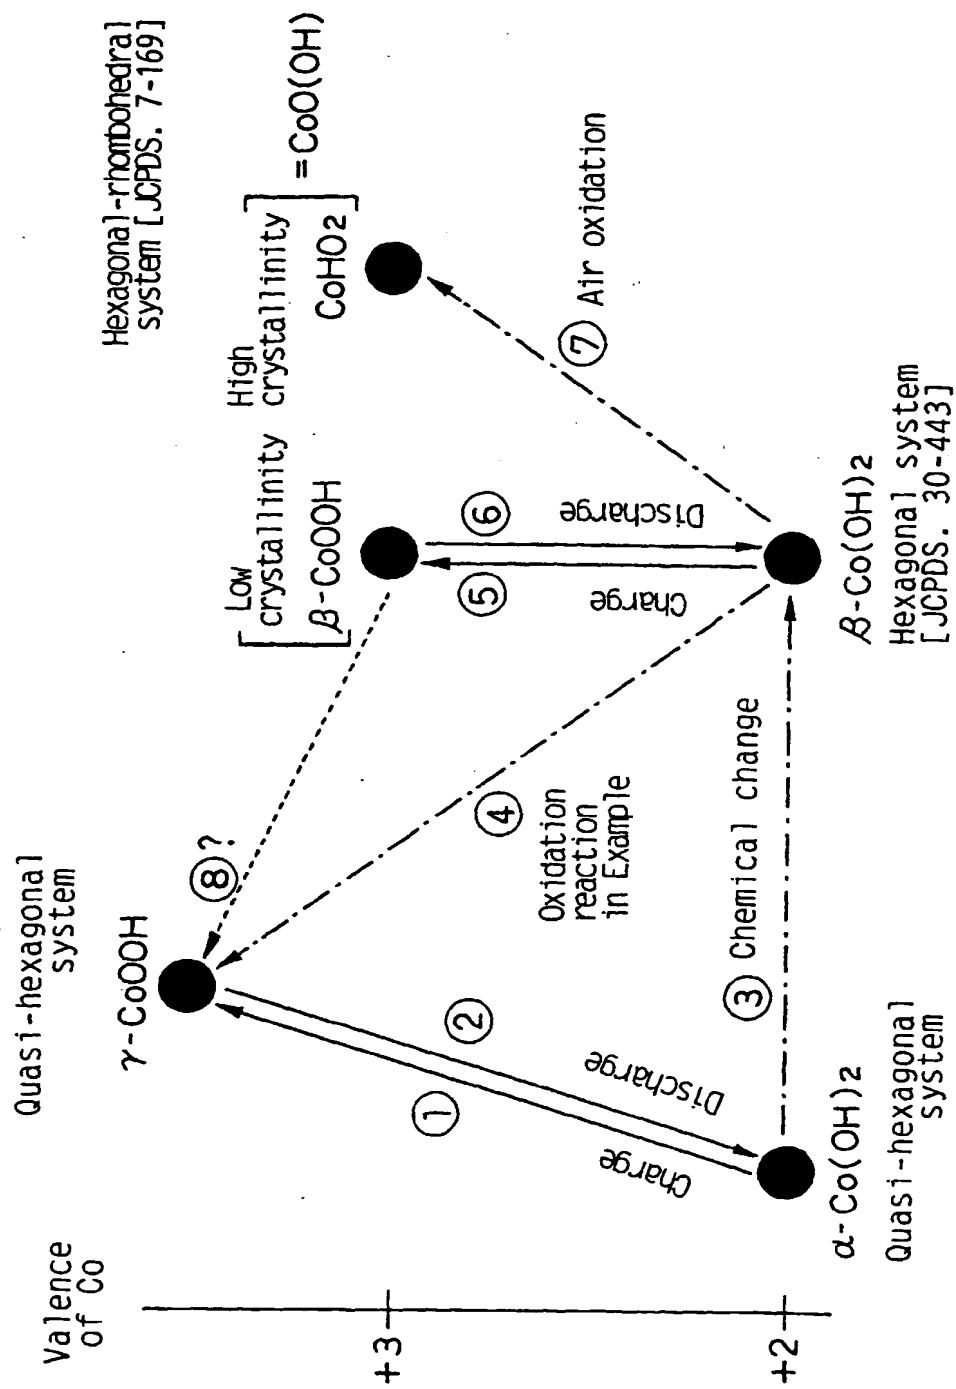 Valence
of Co
+3
+2
Quasi-hexagonal
system
γ-CoOOH
Hexagonal-rhombohedral
system [JCPDS. 7-169]
Low
crystallinity
High
crystallinity
β-CoOOH
CoHO2
=CoO(OH)
⑧?
①
Charge
②
Discharge
④
Oxidation
reaction
in Example
⑤
Charge
⑥
Discharge
⑦ Air oxidation
③ Chemical change
α-Co(OH)2
Quasi-hexagonal
system
β-Co(OH)2
Hexagonal system
[JCPDS. 30-443]